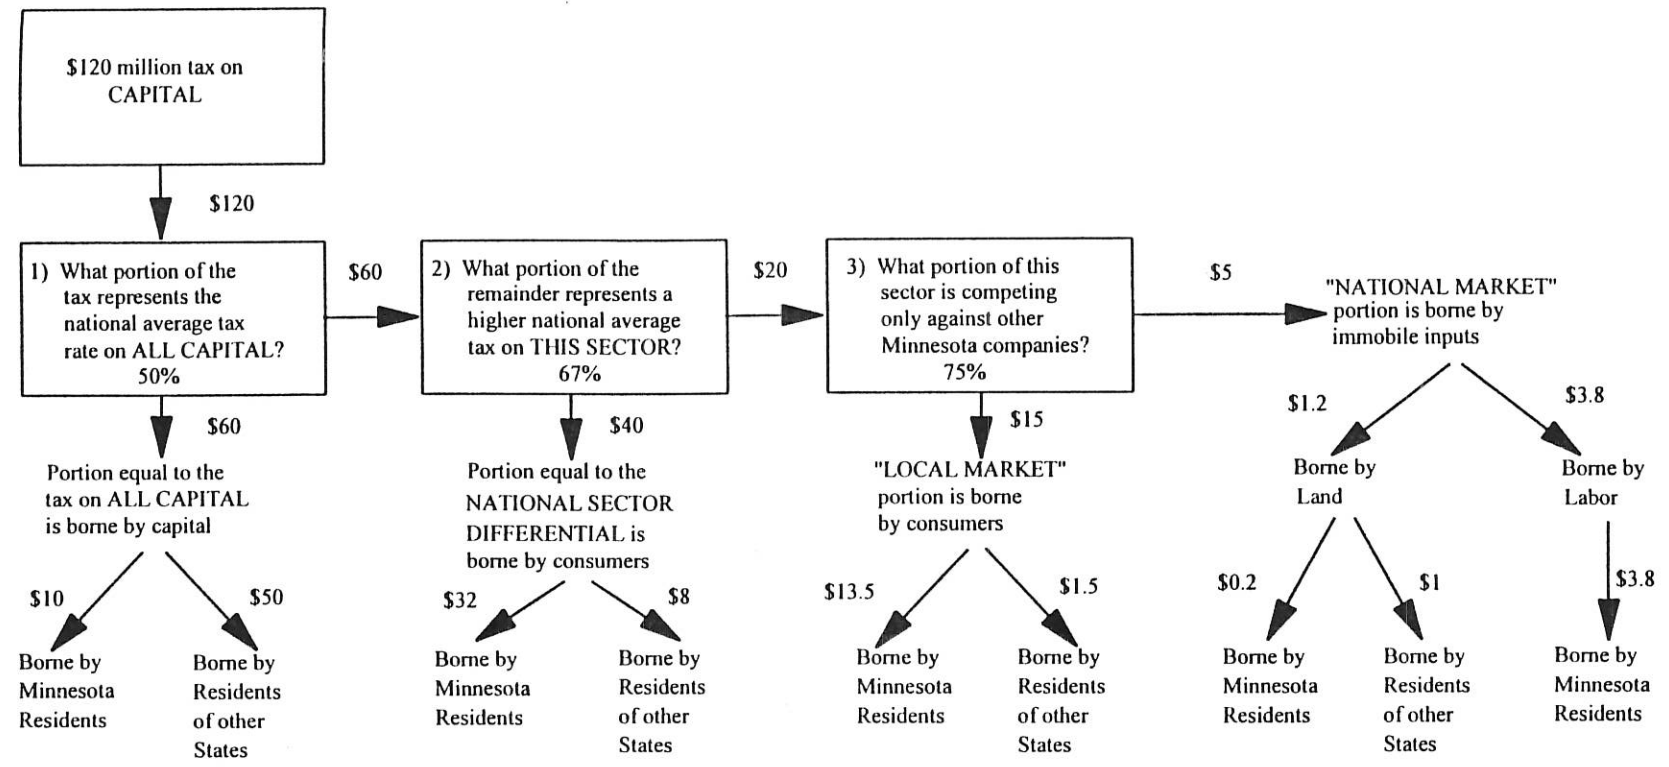 $120 million tax on
CAPITAL
$120
1) What portion of the
tax represents the
national average tax
rate on ALL CAPITAL?
50%
$60
2) What portion of the
remainder represents a
higher national average
tax on THIS SECTOR?
67%
$20
3) What portion of this
sector is competing
only against other
Minnesota companies?
75%
$5
"NATIONAL MARKET"
portion is borne by
immobile inputs
$60
Portion equal to the
tax on ALL CAPITAL
is borne by capital
$40
Portion equal to the
NATIONAL SECTOR
DIFFERENTIAL is
borne by consumers
$15
"LOCAL MARKET"
portion is borne
by consumers
$1.2
Borne by
Land
$3.8
Borne by
Labor
$10
Borne by
Minnesota
Residents
$50
Borne by
Residents
of other
States
$32
Borne by
Minnesota
Residents
$8
Borne by
Residents
of other
States
$13.5
Borne by
Minnesota
Residents
$1.5
Borne by
Residents
of other
States
$0.2
Borne by
Minnesota
Residents
$1
Borne by
Residents
of other
States
$3.8
Borne by
Minnesota
Residents